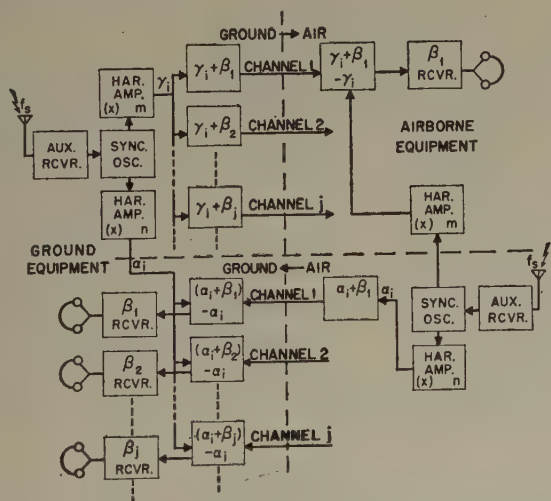 GROUND → AIR
fs
HAR.
AMP.
(x) m
γi
γi + β1
CHANNEL 1
γi + β1
- γi
β1
RCVR.
AUX.
RCVR.
SYNC.
OSC.
γi + β2
CHANNEL 2
AIRBORNE
EQUIPMENT
HAR.
AMP.
(x) n
γi + βj
CHANNEL j
HAR.
AMP.
(x) m
GROUND
EQUIPMENT
αi
GROUND ← AIR
fs
β1
RCVR.
(αi + β1)
- αi
CHANNEL 1
αi + β1
αi
SYNC.
OSC.
AUX.
RCVR.
β2
RCVR.
(αi + β2)
- αi
CHANNEL 2
HAR.
AMP.
(x) n
βj
RCVR.
(αi + βj)
- αi
CHANNEL j